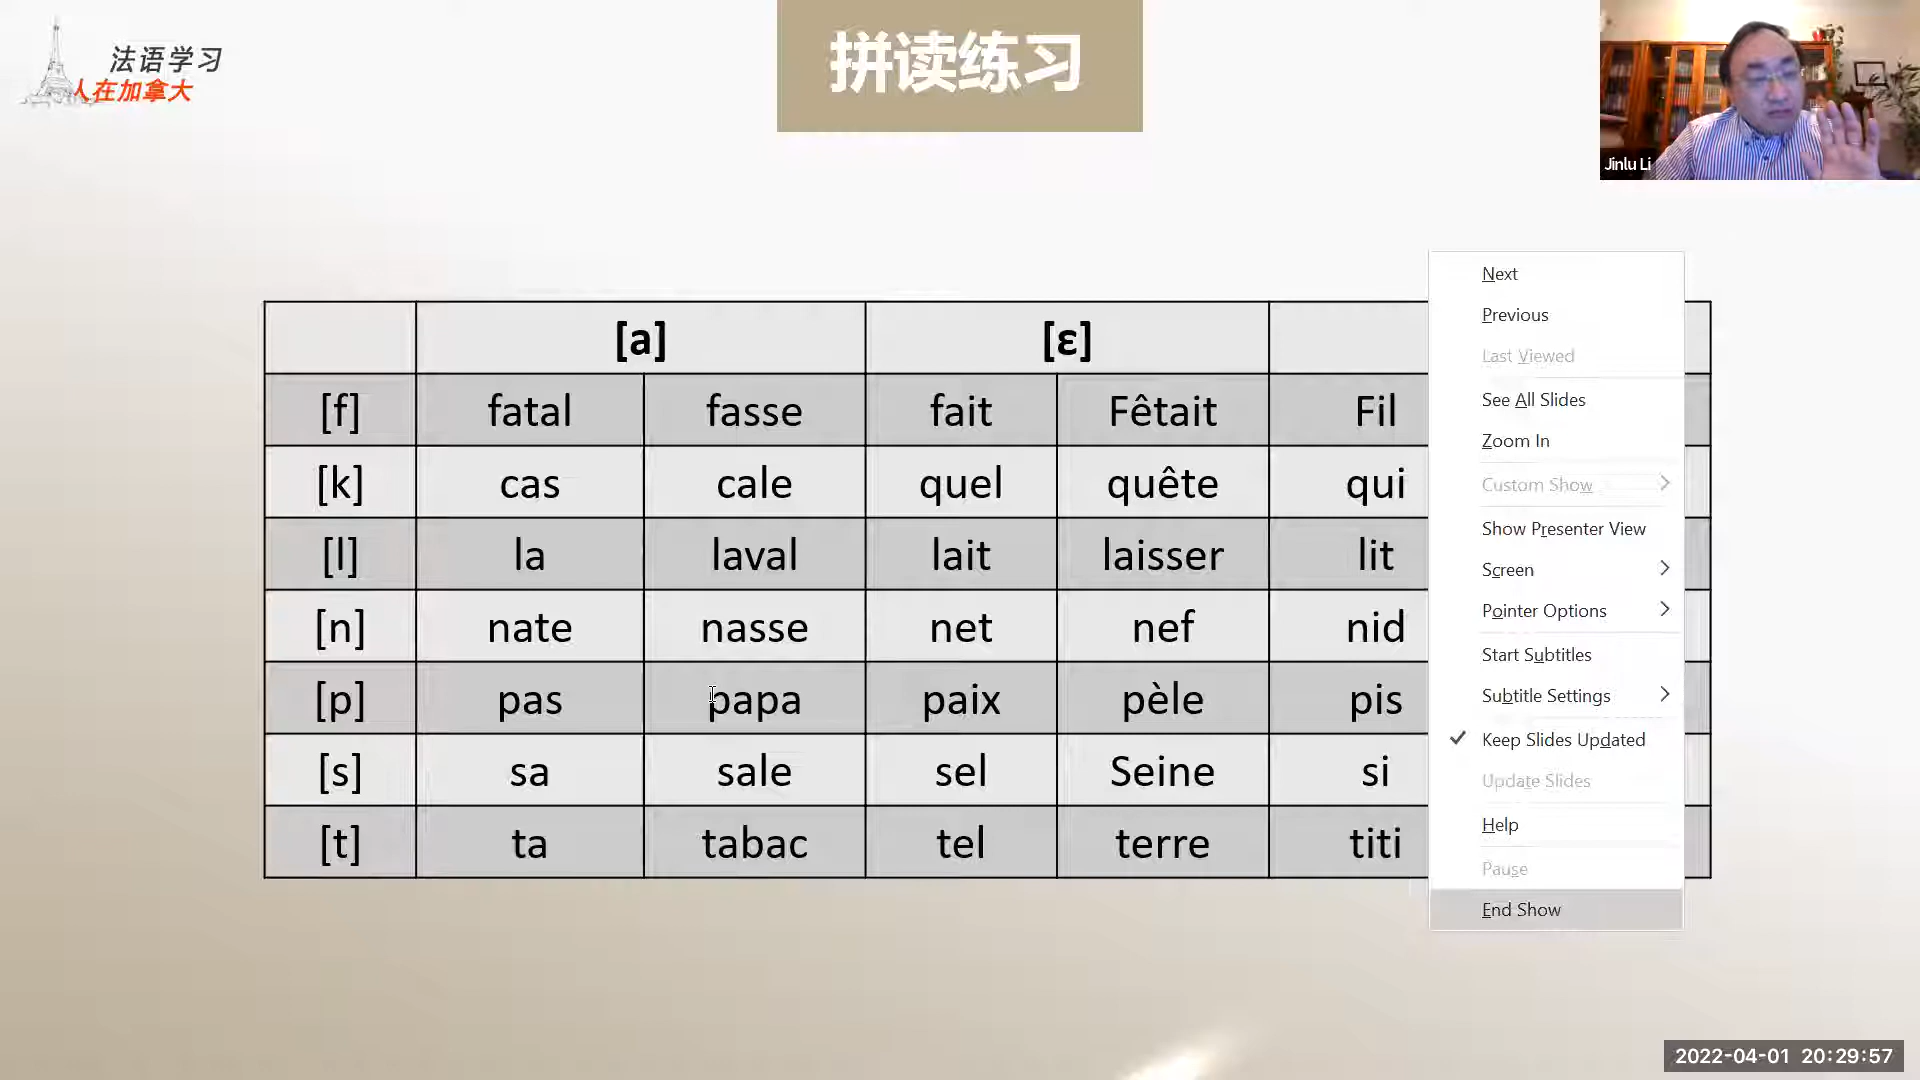 法语学习
人在加拿大
拼读练习
Jinlu Li
[a] [ɛ]
[f] fatal fasse fait Fêtait Fil
[k] cas cale quel quête qui
[l] la laval lait laisser lit
[n] nate nasse net nef nid
[p] pas papa paix pèle pis
[s] sa sale sel Seine si
[t] ta tabac tel terre titi
Next
Previous
Last Viewed
See All Slides
Zoom In
Custom Show
Show Presenter View
Screen
Pointer Options
Start Subtitles
Subtitle Settings
Keep Slides Updated
Update Slides
Help
Pause
End Show
2022-04-01 20:29:57